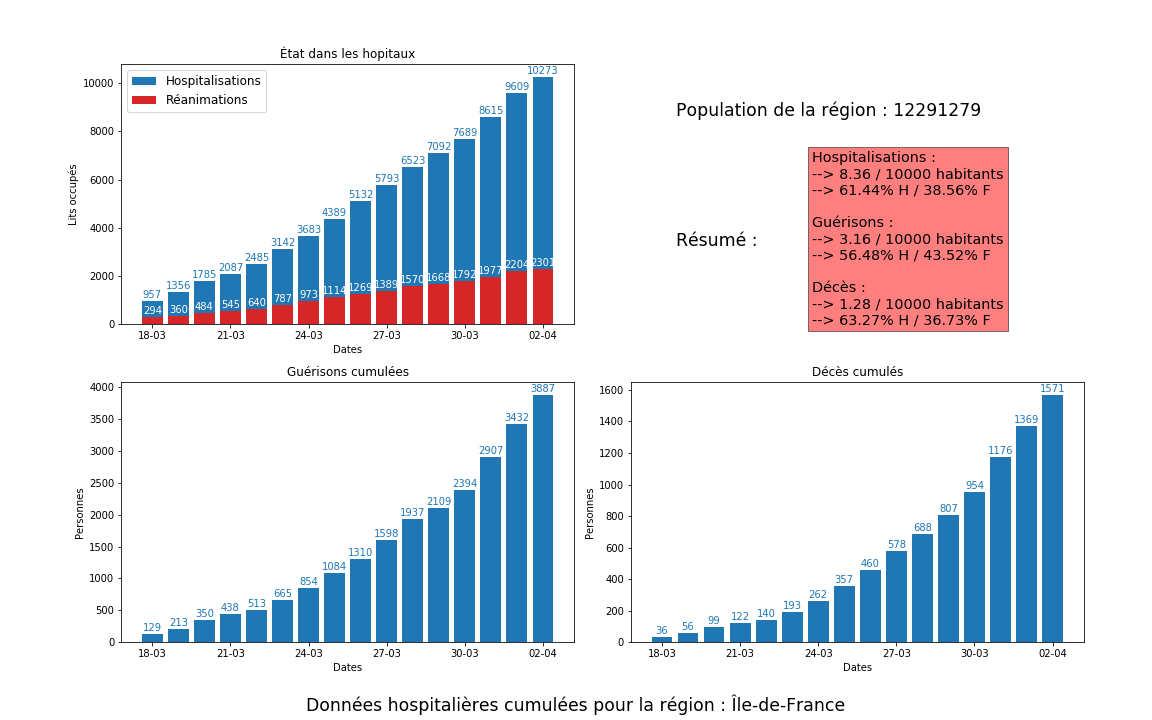 État dans les hopitaux
Hospitalisations
Réanimations
Lits occupés
10000
8000
6000
4000
2000
0
957 1356 1785 2087 2485 3142 3683 4389 5132 5793 6523 7092 7689 8615 9609 10273
294 360 484 545 640 787 973 1114 1269 1389 1570 1668 1792 1977 2204 2301
18-03 21-03 24-03 27-03 30-03 02-04
Dates
Population de la région : 12291279
Résumé :
Hospitalisations :
--> 8.36 / 10000 habitants
--> 61.44% H / 38.56% F
Guérisons :
--> 3.16 / 10000 habitants
--> 56.48% H / 43.52% F
Décès :
--> 1.28 / 10000 habitants
--> 63.27% H / 36.73% F
Guérisons cumulées
Personnes
4000
3500
3000
2500
2000
1500
1000
500
0
129 213 350 438 513 665 854 1084 1310 1598 1937 2109 2394 2907 3432 3887
18-03 21-03 24-03 27-03 30-03 02-04
Dates
Décès cumulés
Personnes
1600
1400
1200
1000
800
600
400
200
0
36 56 99 122 140 193 262 357 460 578 688 807 954 1176 1369 1571
18-03 21-03 24-03 27-03 30-03 02-04
Dates
Données hospitalières cumulées pour la région : Île-de-France